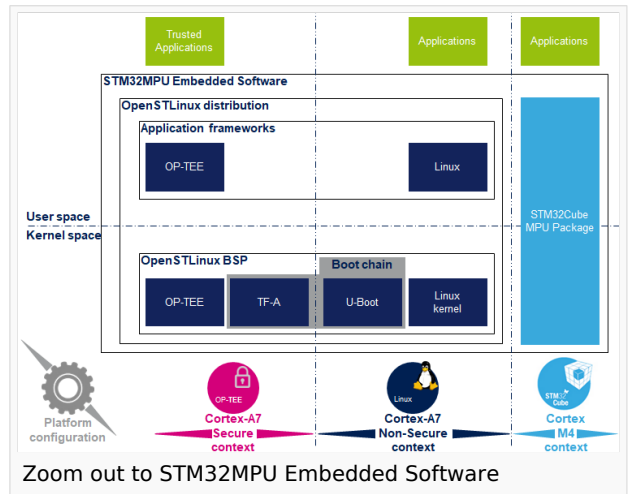 Trusted
Applications
Applications
Applications
STM32MPU Embedded Software
OpenSTLinux distribution
Application frameworks
OP-TEE
Linux
User space
Kernel space
STM32Cube
MPU Package
OpenSTLinux BSP
Boot chain
OP-TEE
TF-A
U-Boot
Linux
kernel
Platform
configuration
OP-TEE
Cortex-A7
Secure
context
Linux
Cortex-A7
Non-Secure
context
STM32
Cube
Cortex
M4
context
Zoom out to STM32MPU Embedded Software